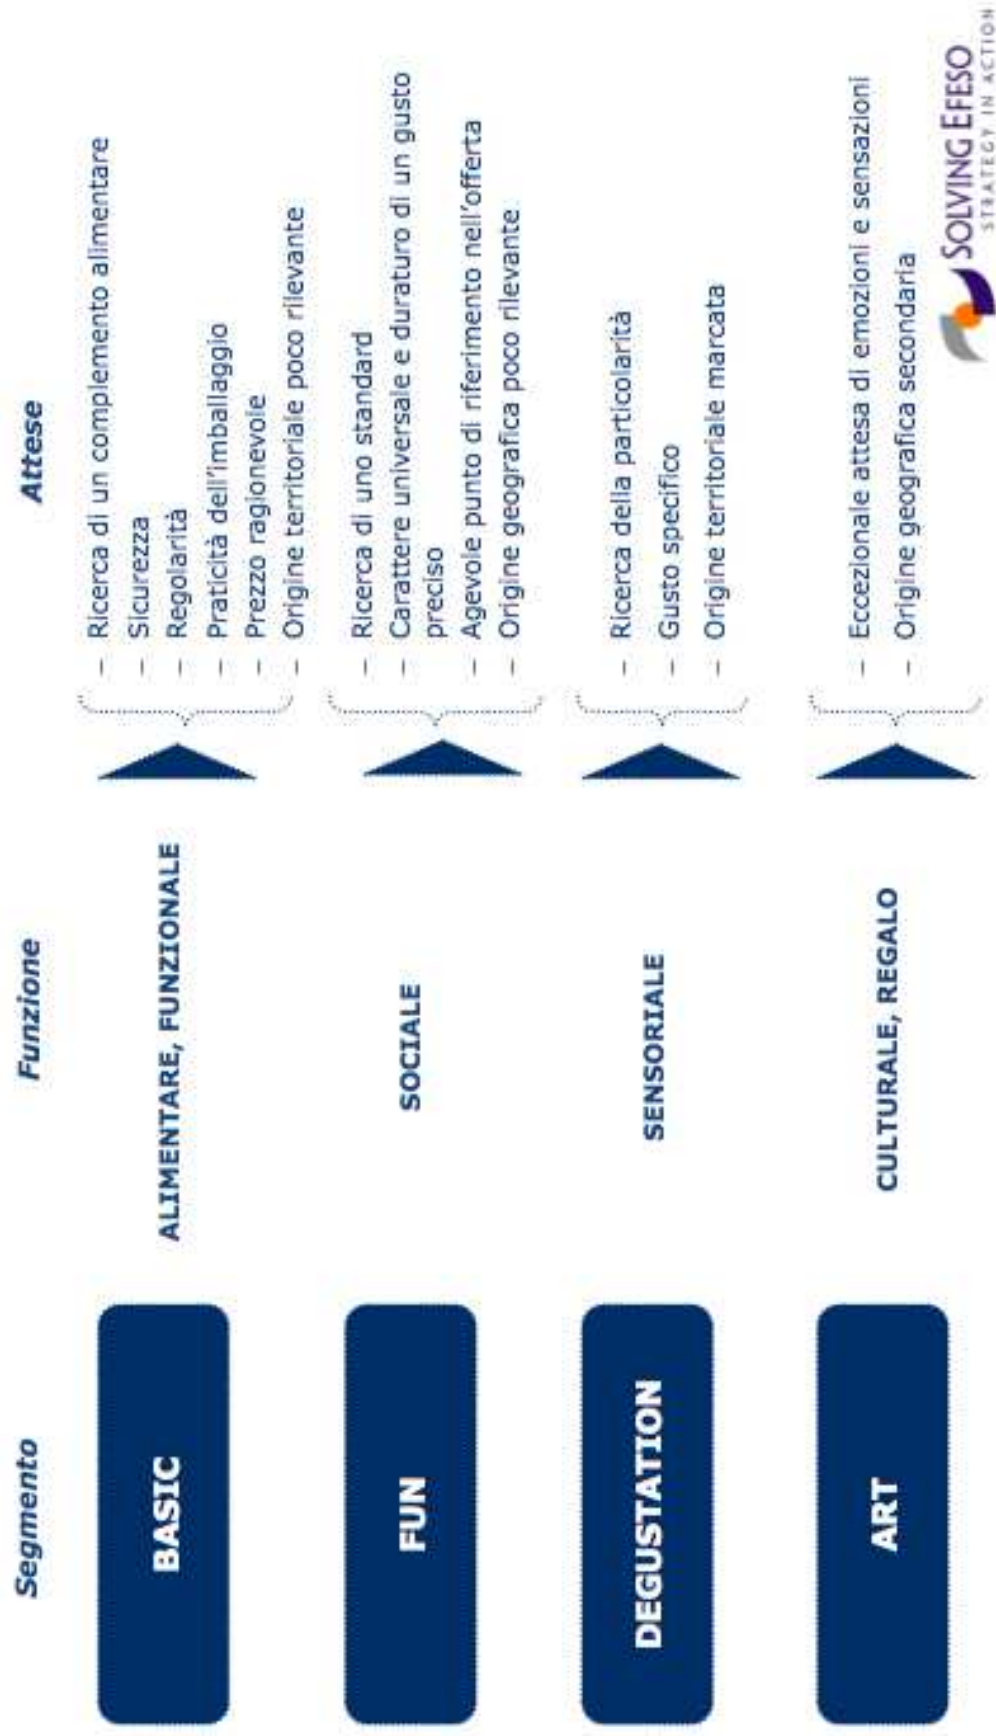 Segmento
Funzione
Attese
BASIC
ALIMENTARE, FUNZIONALE
– Ricerca di un complemento alimentare
– Sicurezza
– Regolarità
– Praticità dell'imballaggio
– Prezzo ragionevole
– Origine territoriale poco rilevante
FUN
SOCIALE
– Ricerca di uno standard
– Carattere universale e duraturo di un gusto
preciso
– Agevole punto di riferimento nell'offerta
– Origine geografica poco rilevante
DEGUSTATION
SENSORIALE
– Ricerca della particolarità
– Gusto specifico
– Origine territoriale marcata
ART
CULTURALE, REGALO
– Eccezionale attesa di emozioni e sensazioni
– Origine geografica secondaria
SOLVING EFESO
STRATEGY IN ACTION